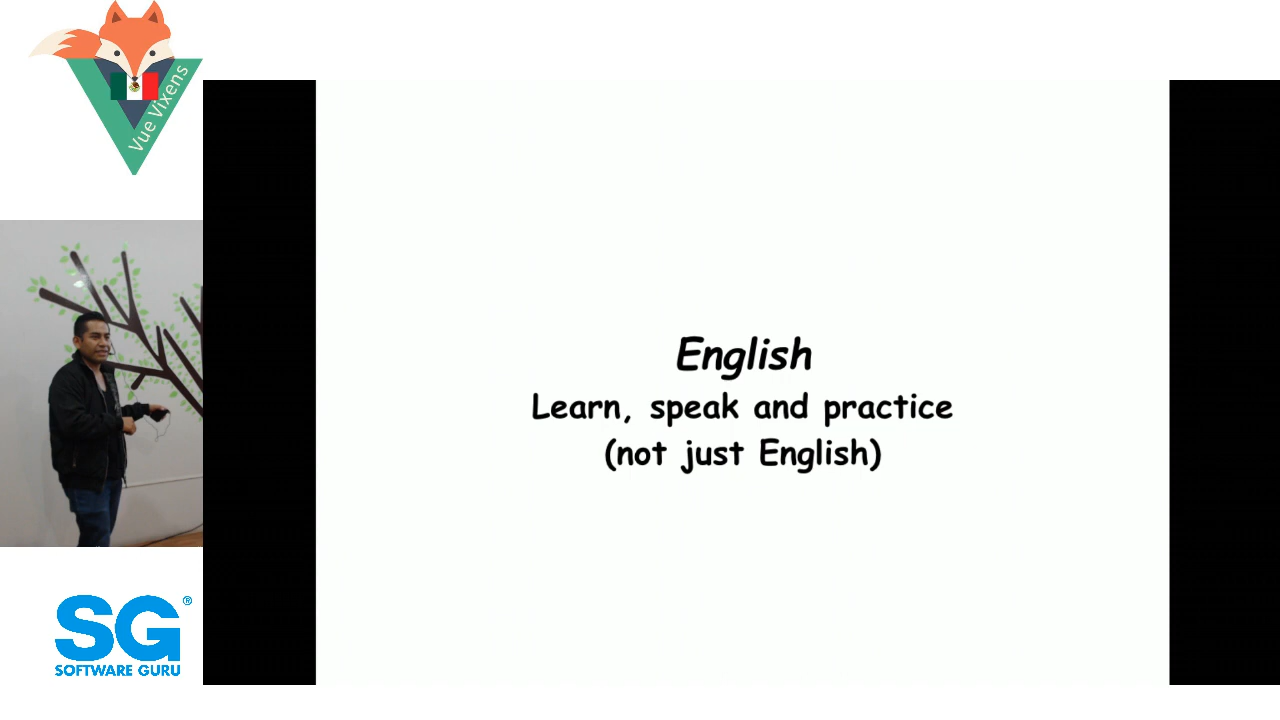 Vue Vixens
English
Learn, speak and practice
(not just English)
SG®
SOFTWARE GURU